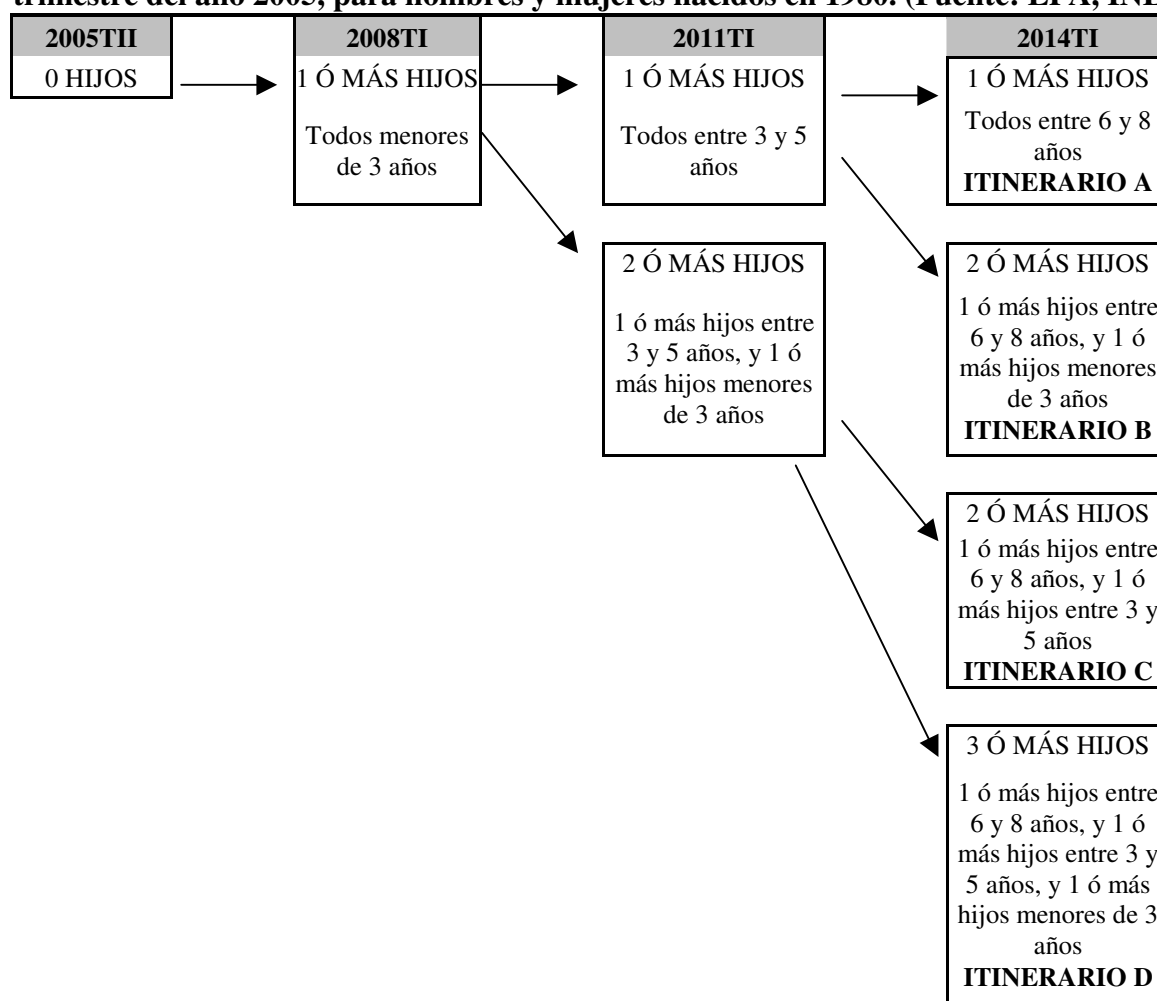 trimestre del año 2005, para hombres y mujeres nacidos en 1980. (Fuente: EPA, INE
2005TII
2008TI
2011TI
2014TI
0 HIJOS
1 Ó MÁS HIJOS
Todos menores
de 3 años
1 Ó MÁS HIJOS
Todos entre 3 y 5
años
1 Ó MÁS HIJOS
Todos entre 6 y 8
años
ITINERARIO A
2 Ó MÁS HIJOS
1 ó más hijos entre
3 y 5 años, y 1 ó
más hijos menores
de 3 años
2 Ó MÁS HIJOS
1 ó más hijos entre
6 y 8 años, y 1 ó
más hijos menores
de 3 años
ITINERARIO B
2 Ó MÁS HIJOS
1 ó más hijos entre
6 y 8 años, y 1 ó
más hijos entre 3 y
5 años
ITINERARIO C
3 Ó MÁS HIJOS
1 ó más hijos entre
6 y 8 años, y 1 ó
más hijos entre 3 y
5 años, y 1 ó más
hijos menores de 3
años
ITINERARIO D